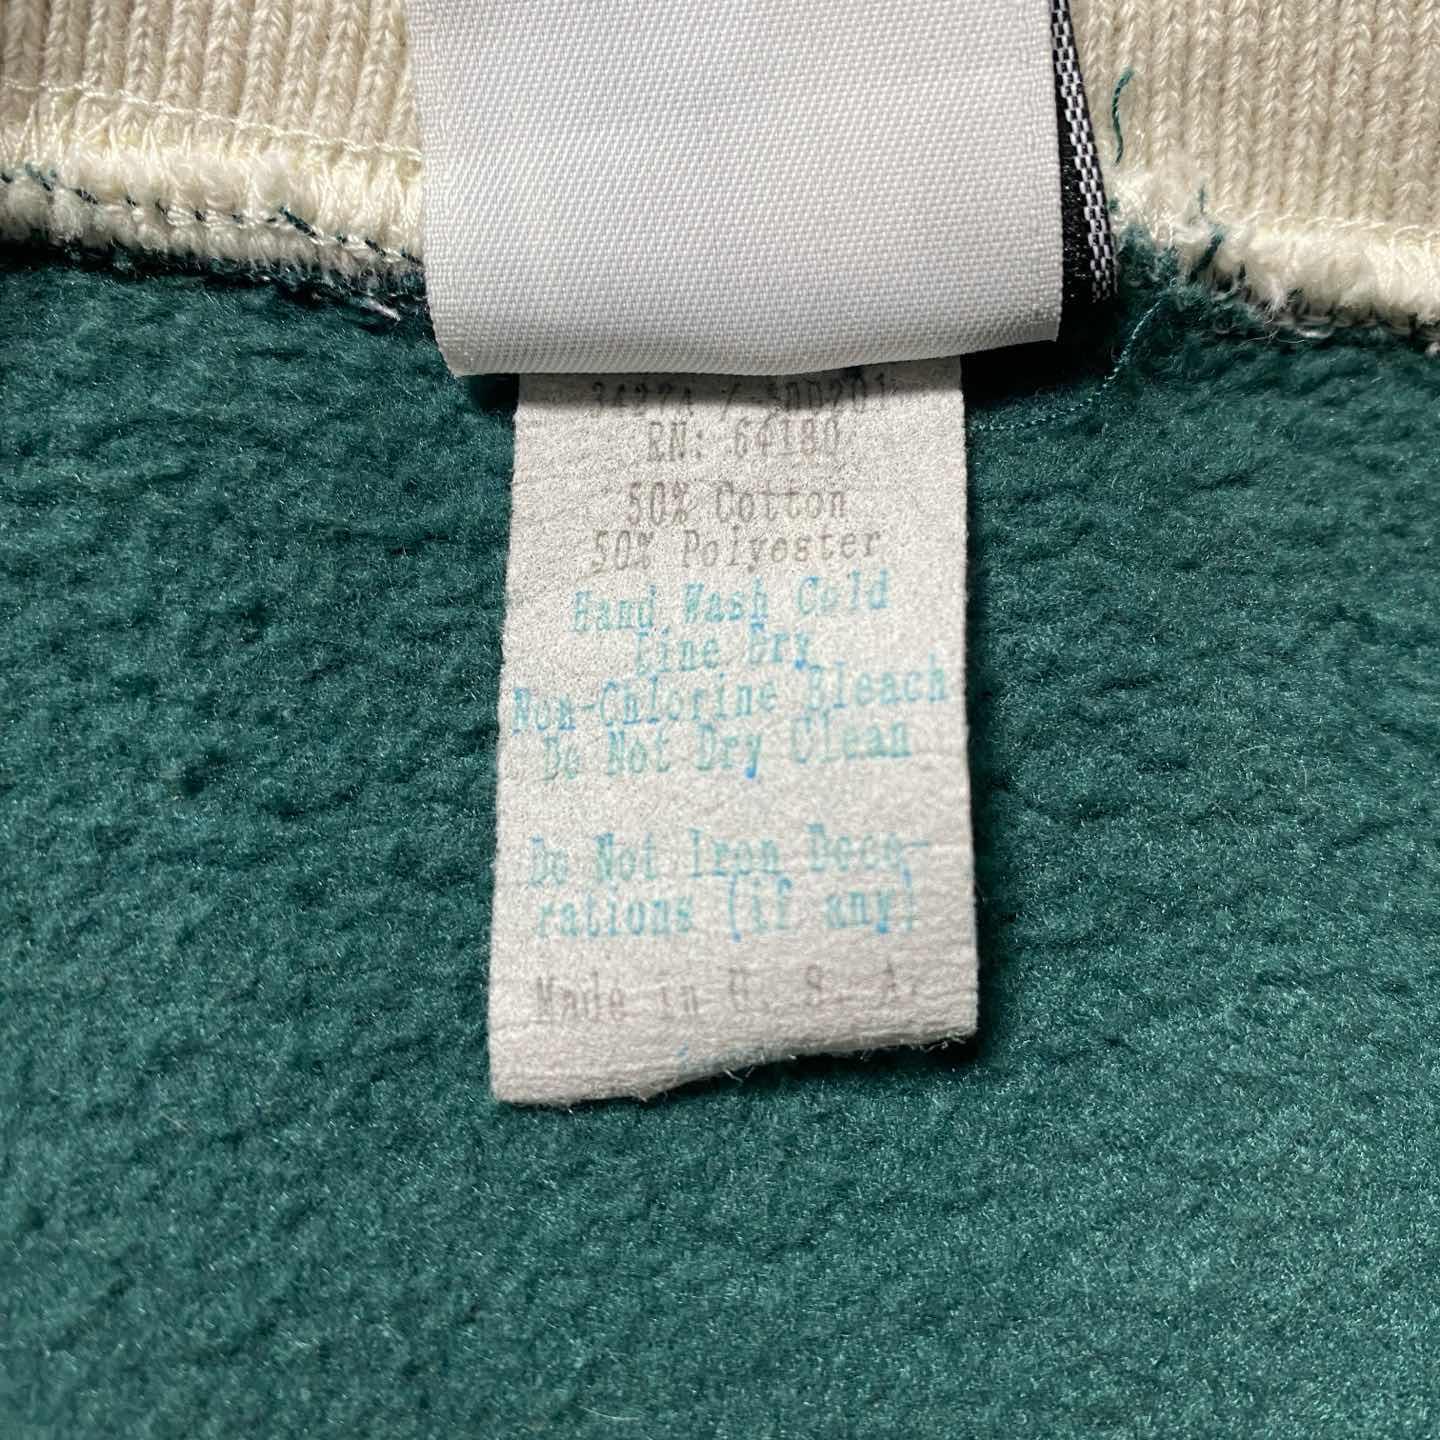 34274 /
RN: 64180
50% Cotton
50% Polyester
Hand Wash Cold
Line Dry
Non-Chlorine Bleach
Do Not Dry Clean
Do Not Iron Deco-
rations (if any)
Made in U. S. A.